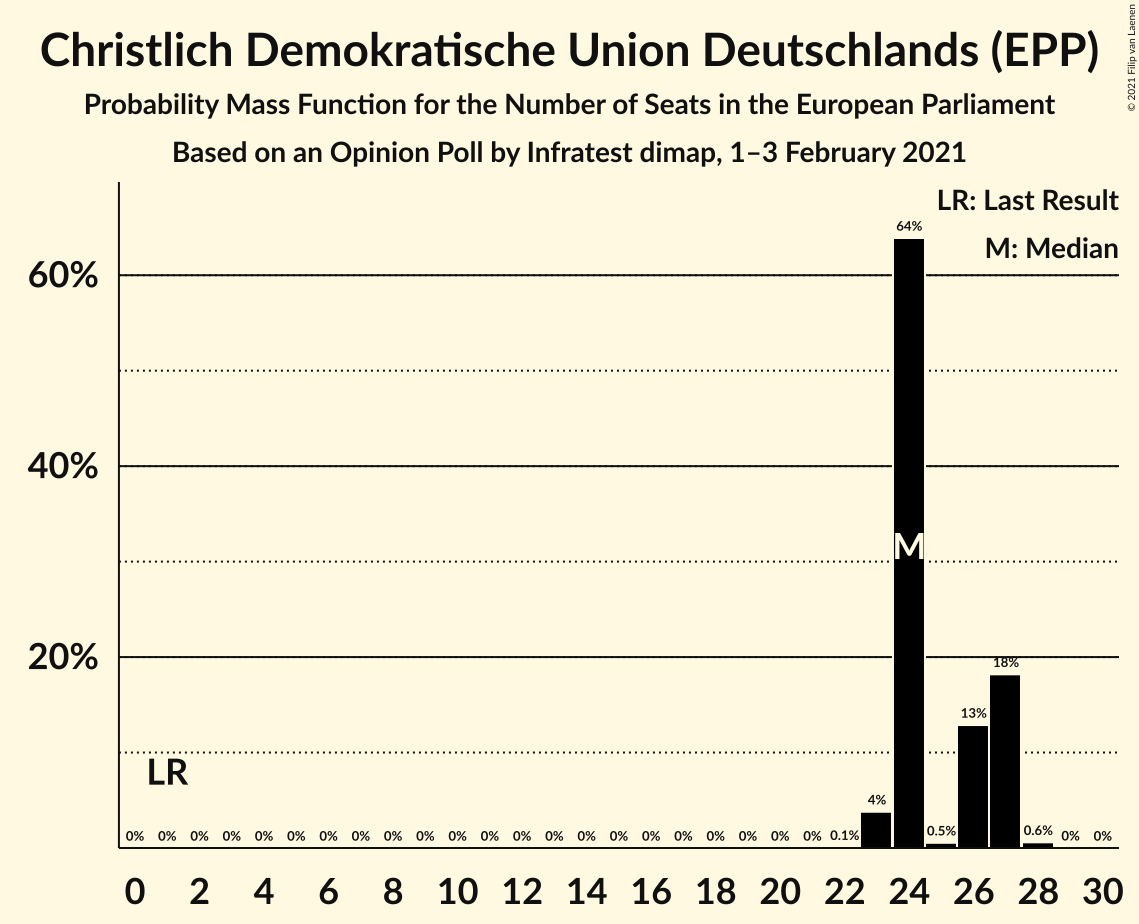 Christlich Demokratische Union Deutschlands (EPP)
Probability Mass Function for the Number of Seats in the European Parliament
Based on an Opinion Poll by Infratest dimap, 1–3 February 2021
© 2021 Filip van Laenen
LR: Last Result
M: Median
60%
40%
20%
64%
M
18%
13%
LR
4%
0% 0% 0% 0% 0% 0% 0% 0% 0% 0% 0% 0% 0% 0% 0% 0% 0% 0% 0% 0% 0% 0% 0.1% 0.5% 0.6% 0% 0%
0 2 4 6 8 10 12 14 16 18 20 22 24 26 28 30